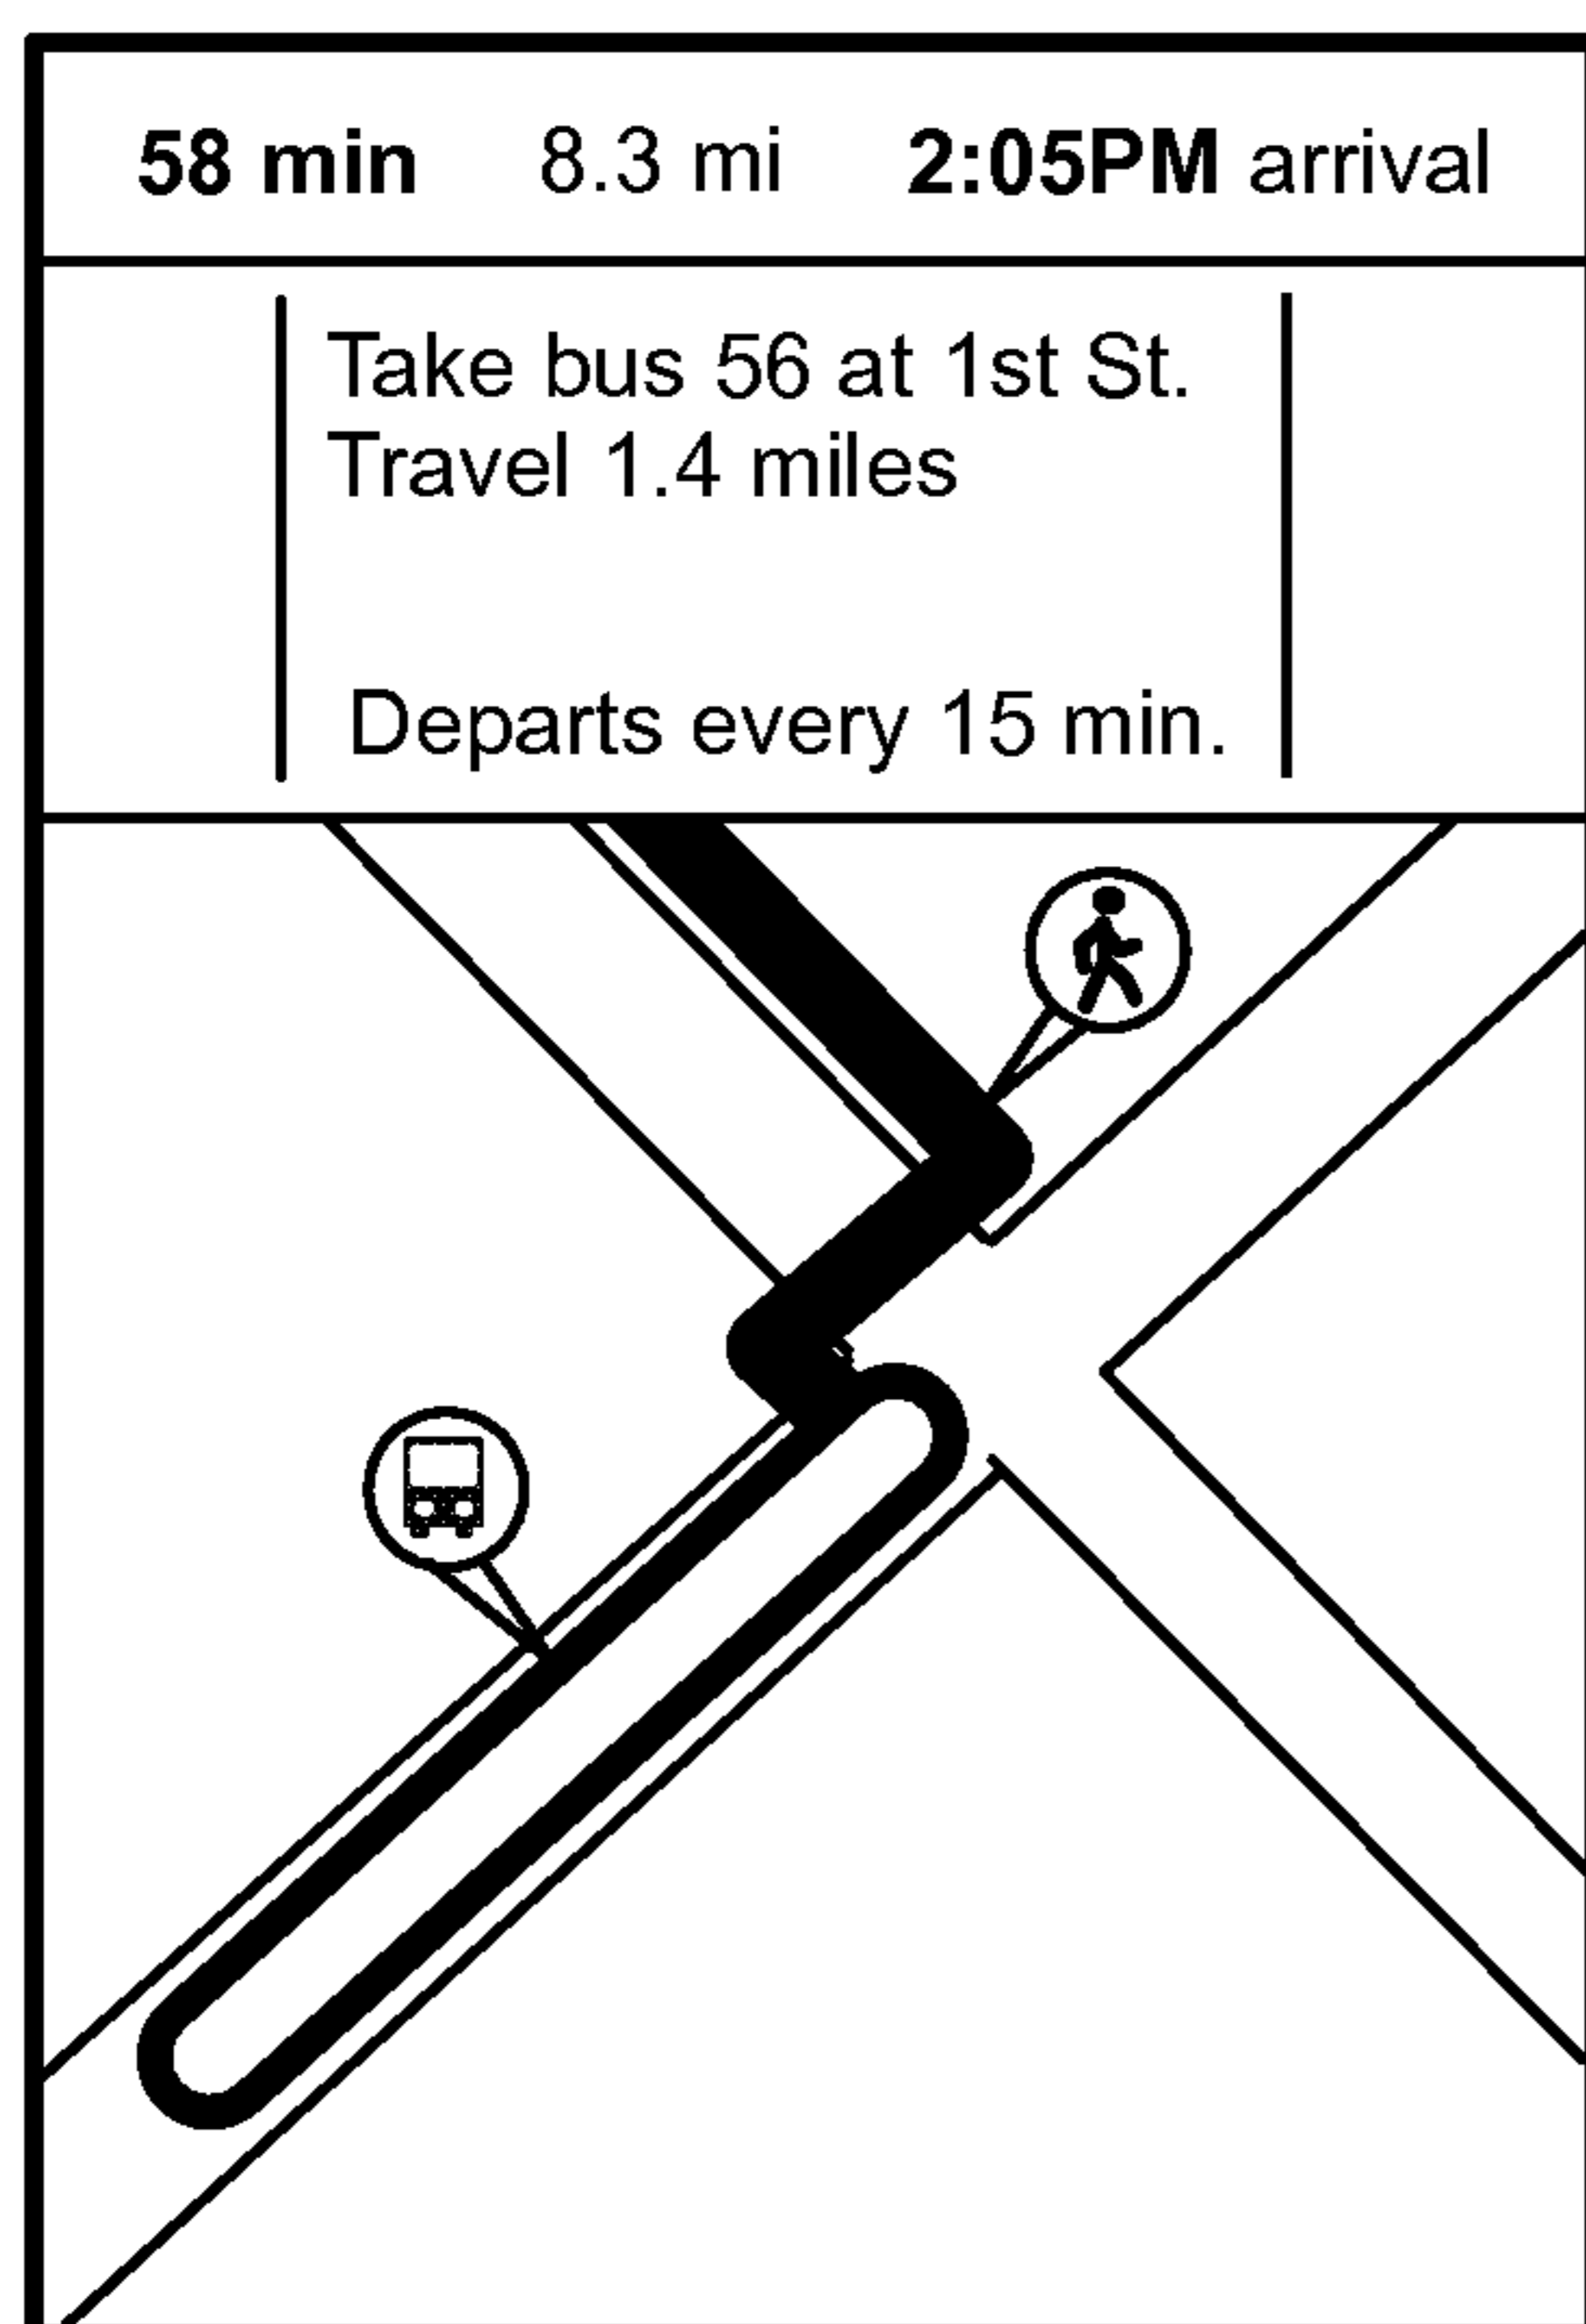 58 min 8.3 mi 2:05PM arrival
Take bus 56 at 1st St.
Travel 1.4 miles
Departs every 15 min.